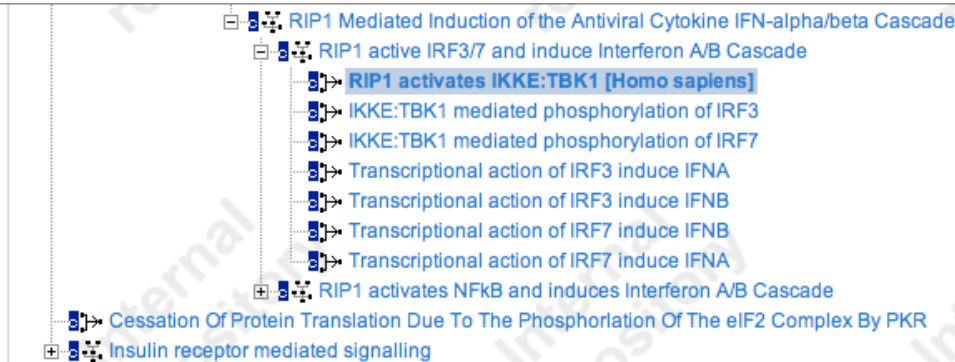 RIP1 Mediated Induction of the Antiviral Cytokine IFN-alpha/beta Cascade
RIP1 active IRF3/7 and induce Interferon A/B Cascade
RIP1 activates IKKE:TBK1 [Homo sapiens]
IKKE:TBK1 mediated phosphorylation of IRF3
IKKE:TBK1 mediated phosphorylation of IRF7
Transcriptional action of IRF3 induce IFNA
Transcriptional action of IRF3 induce IFNB
Transcriptional action of IRF7 induce IFNB
Transcriptional action of IRF7 induce IFNA
RIP1 activates NFkB and induces Interferon A/B Cascade
Cessation Of Protein Translation Due To The Phosphorlation Of The eIF2 Complex By PKR
Insulin receptor mediated signalling